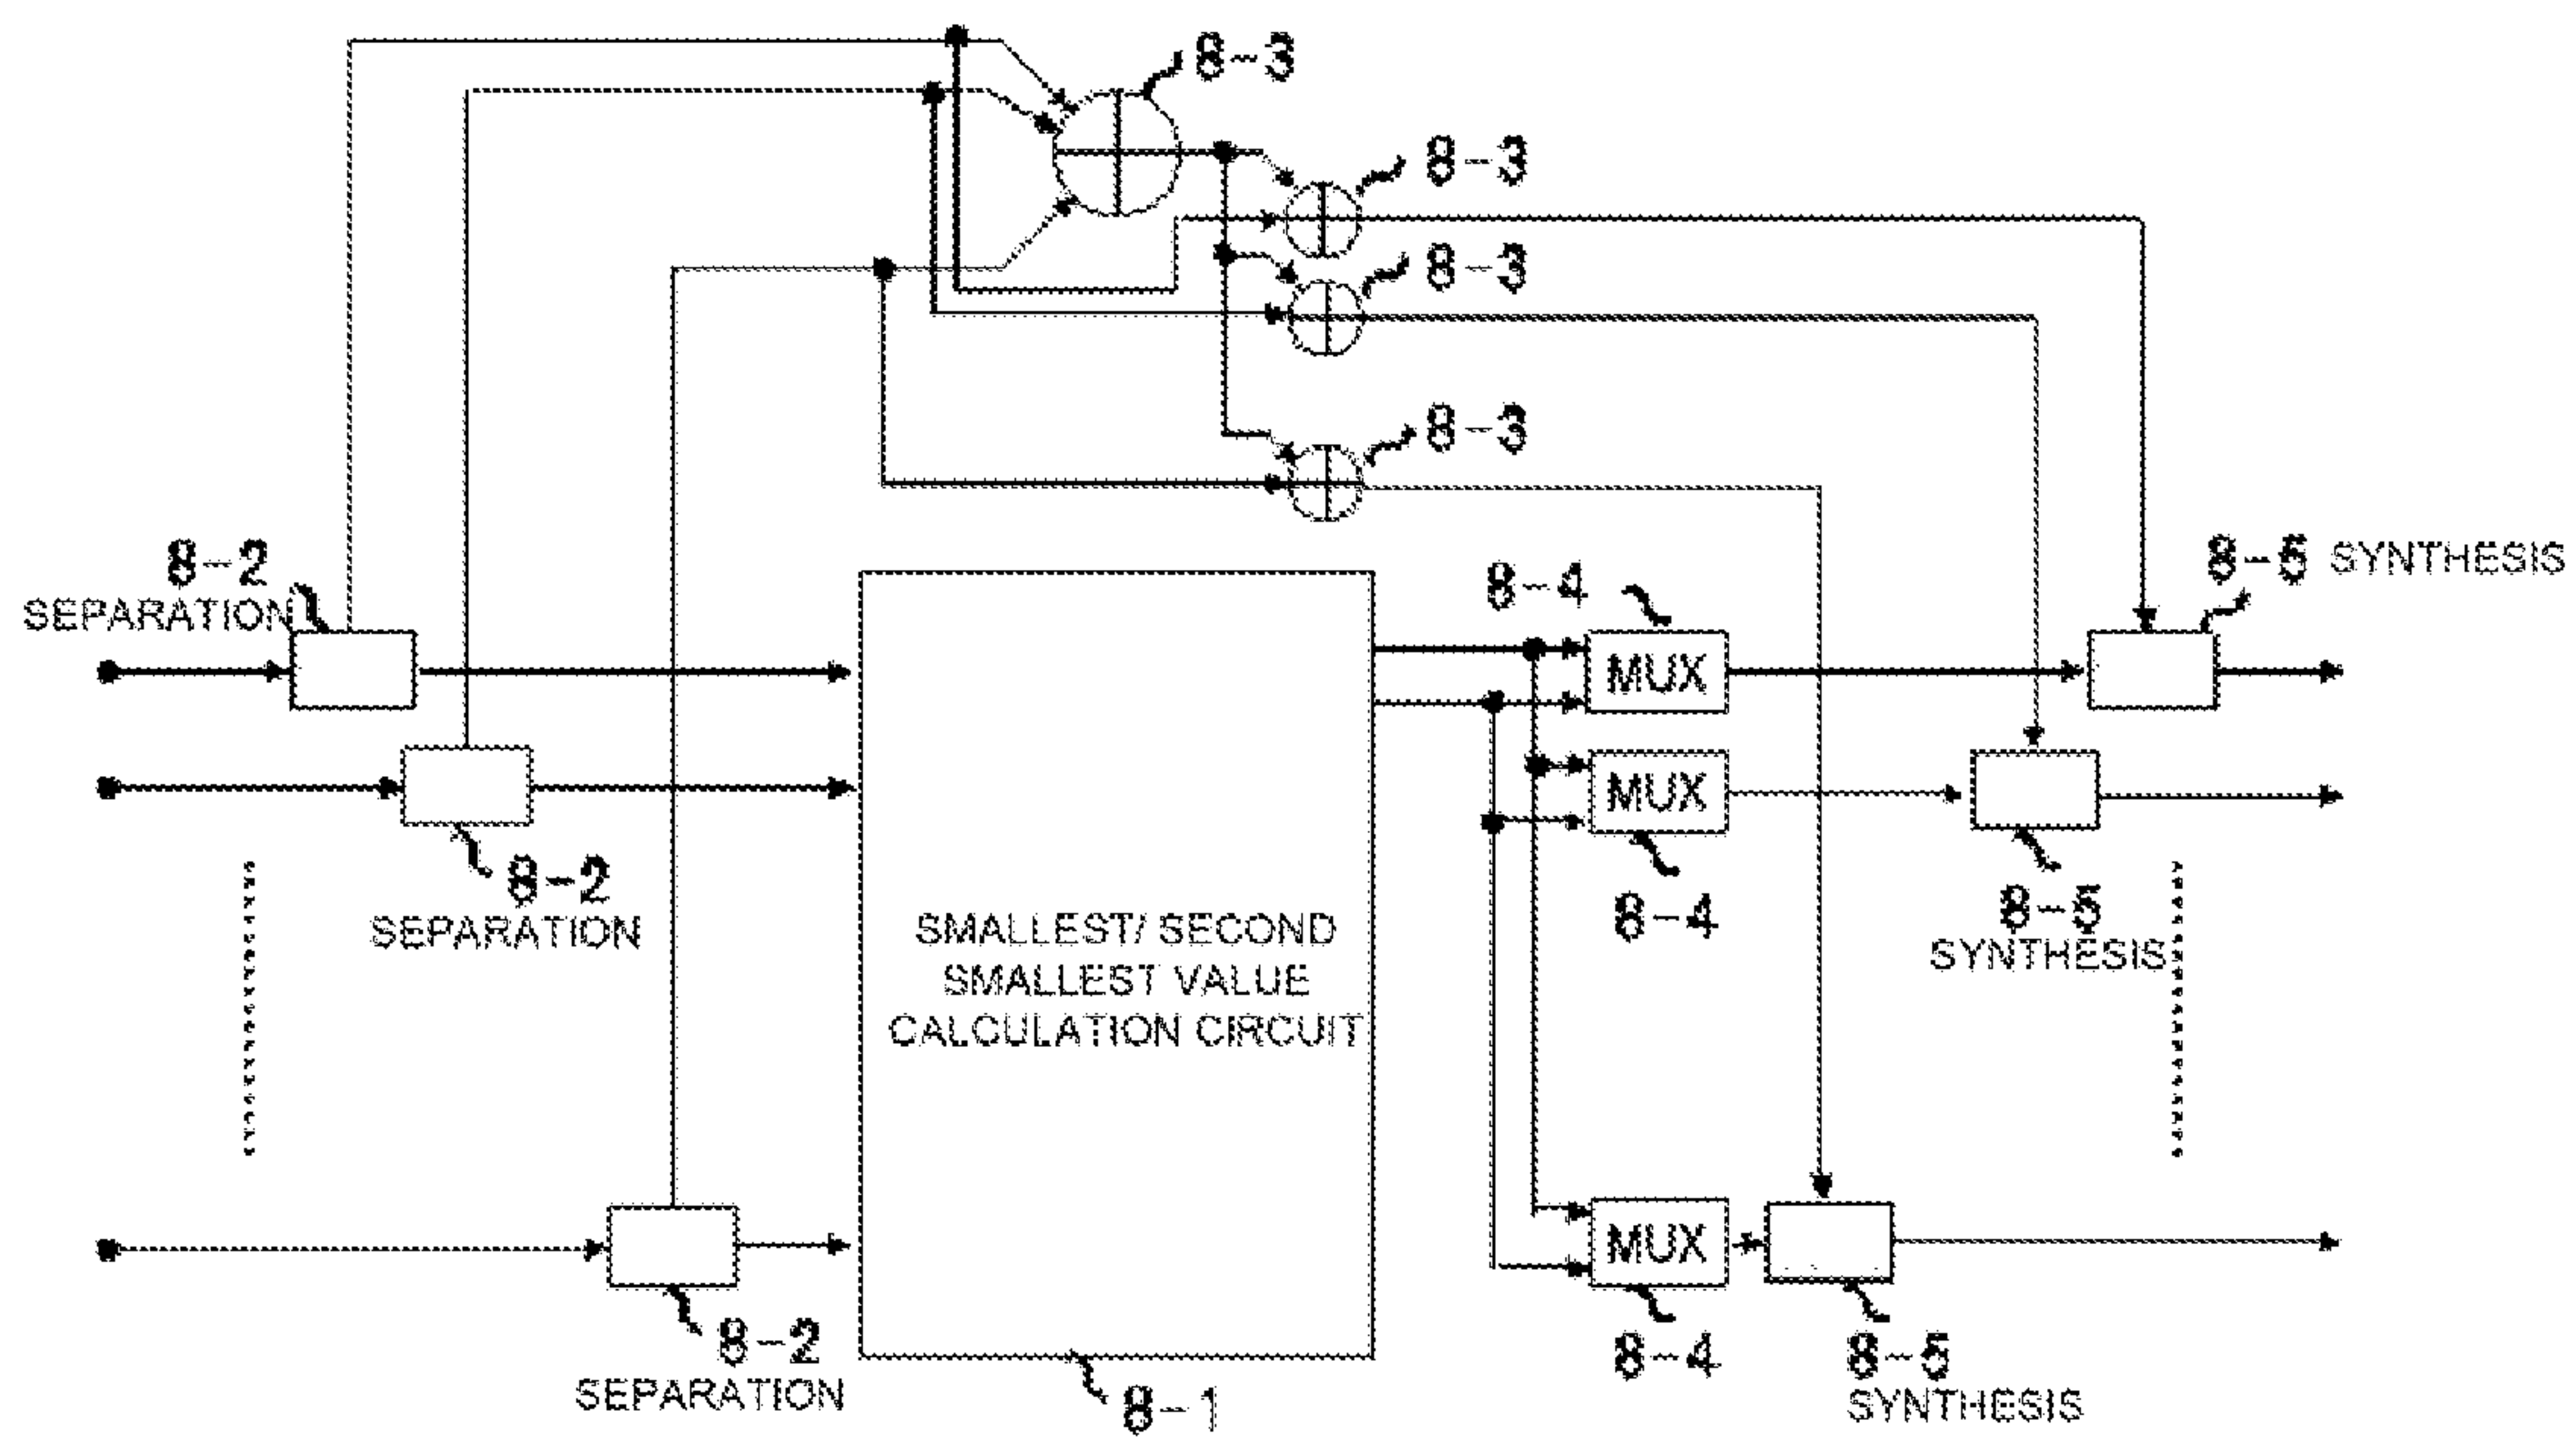 8-3
8-3
8-3
8-3
8-2
SEPARATION
8-4
8-5 SYNTHESIS
MUX
MUX
8-2
SEPARATION
8-4
8-5
SYNTHESIS
SMALLEST/ SECOND
SMALLEST VALUE
CALCULATION CIRCUIT
MUX
8-2
SEPARATION
8-1
8-4
8-5
SYNTHESIS